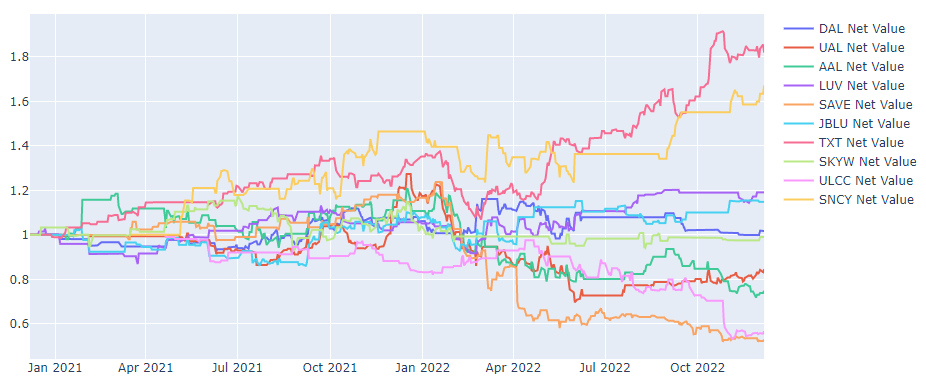 1.8
1.6
1.4
1.2
1
0.8
0.6
Jan 2021 Apr 2021 Jul 2021 Oct 2021 Jan 2022 Apr 2022 Jul 2022 Oct 2022
DAL Net Value
UAL Net Value
AAL Net Value
LUV Net Value
SAVE Net Value
JBLU Net Value
TXT Net Value
SKYW Net Value
ULCC Net Value
SNCY Net Value